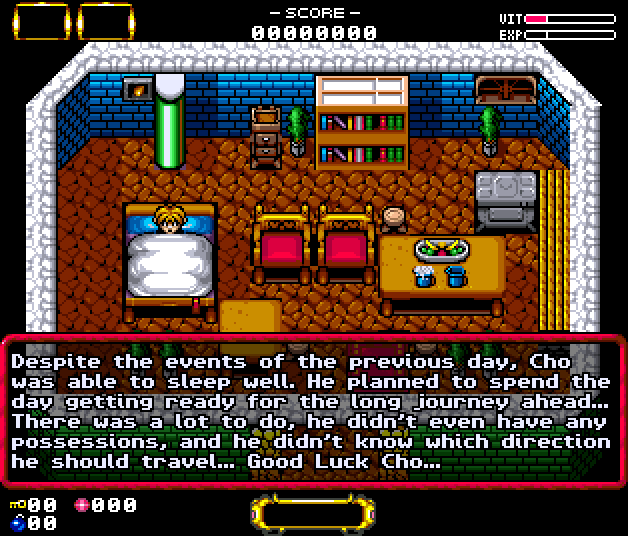 – SCORE –
00000000
VIT
EXP
Despite the events of the previous day, Cho
was able to sleep well. He planned to spend the
day getting ready for the long journey ahead...
There was a lot to do, he didn't even have any
possessions, and he didn't know which direction
he should travel... Good Luck Cho...
00 000
00